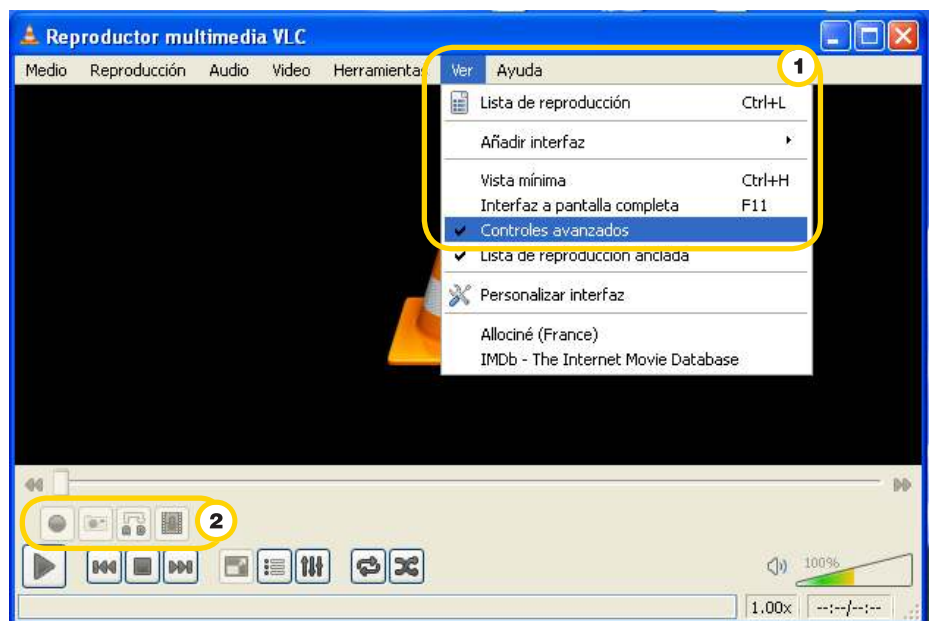 Reproductor multimedia VLC
Medio Reproducción Audio Video Herramientas Ver Ayuda
1
Lista de reproducción Ctrl+L
Añadir interfaz
Vista mínima Ctrl+H
Interfaz a pantalla completa F11
Controles avanzados
Lista de reproducción anclada
Personalizar interfaz
Allociné (France)
IMDb - The Internet Movie Database
2
100%
1.00x --:--/--:--